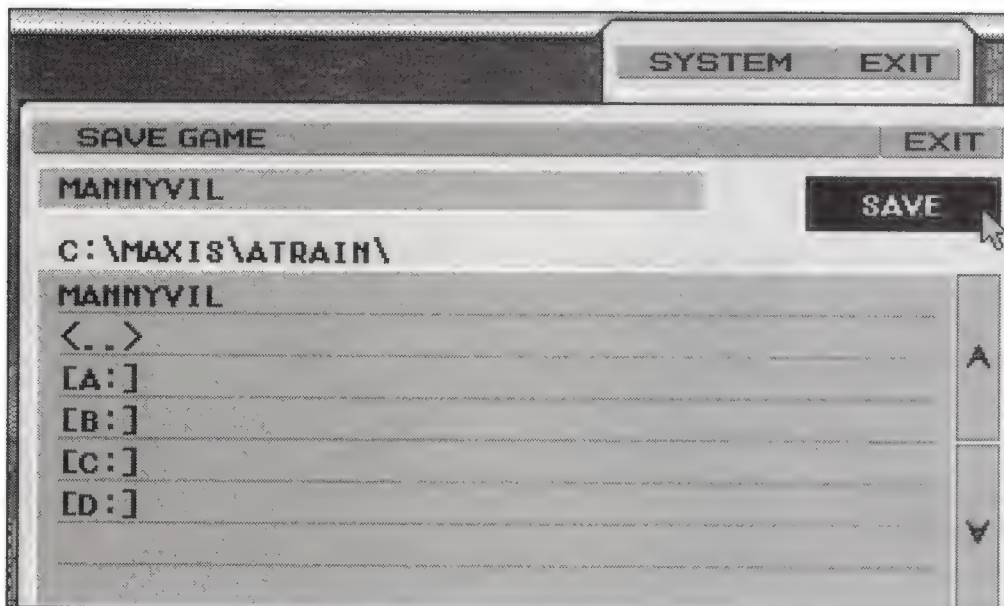 SYSTEM EXIT
SAVE GAME EXIT
MANNYVIL
SAVE
C:\MAXIS\ATRAIN\
MANNYVIL
<..>
[A:]
[B:]
[C:]
[D:]